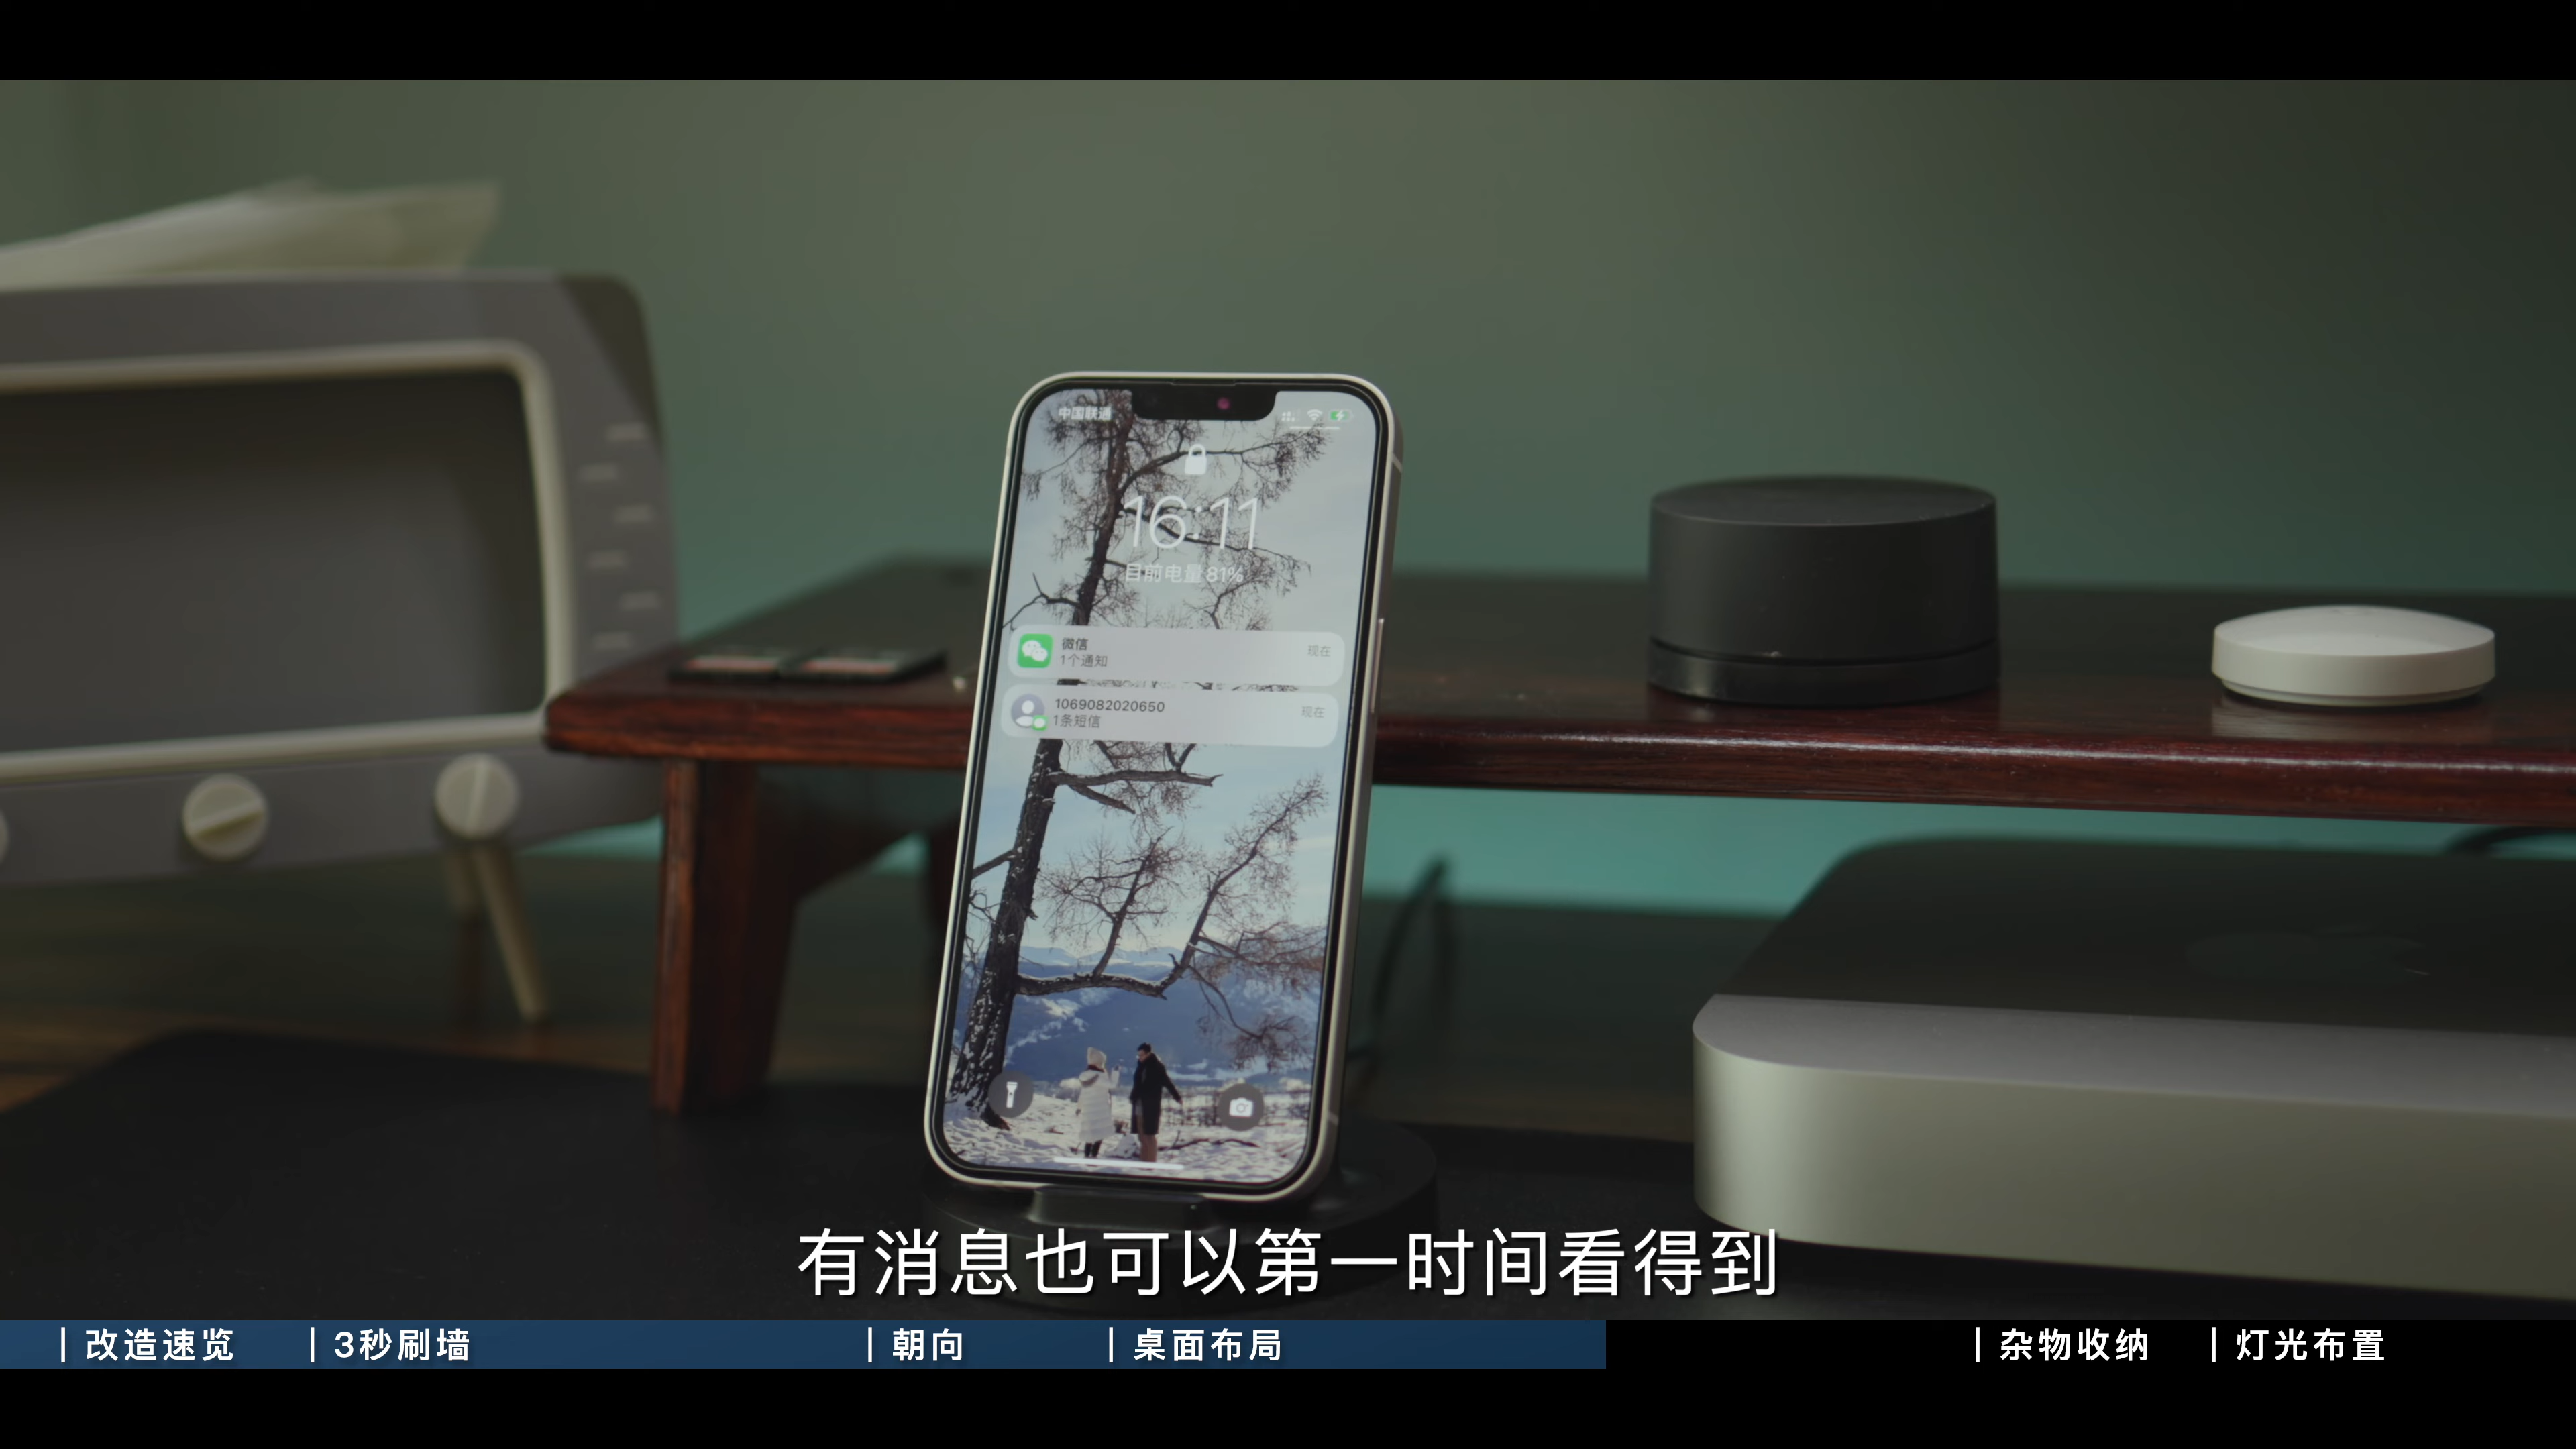 中国联通
16:11
目前电量 81%
微信
现在
1个通知
1069082020650
现在
1条短信
有消息也可以第一时间看得到
| 改造速览 | 3秒刷墙 | 朝向 | 桌面布局 | 杂物收纳 | 灯光布置